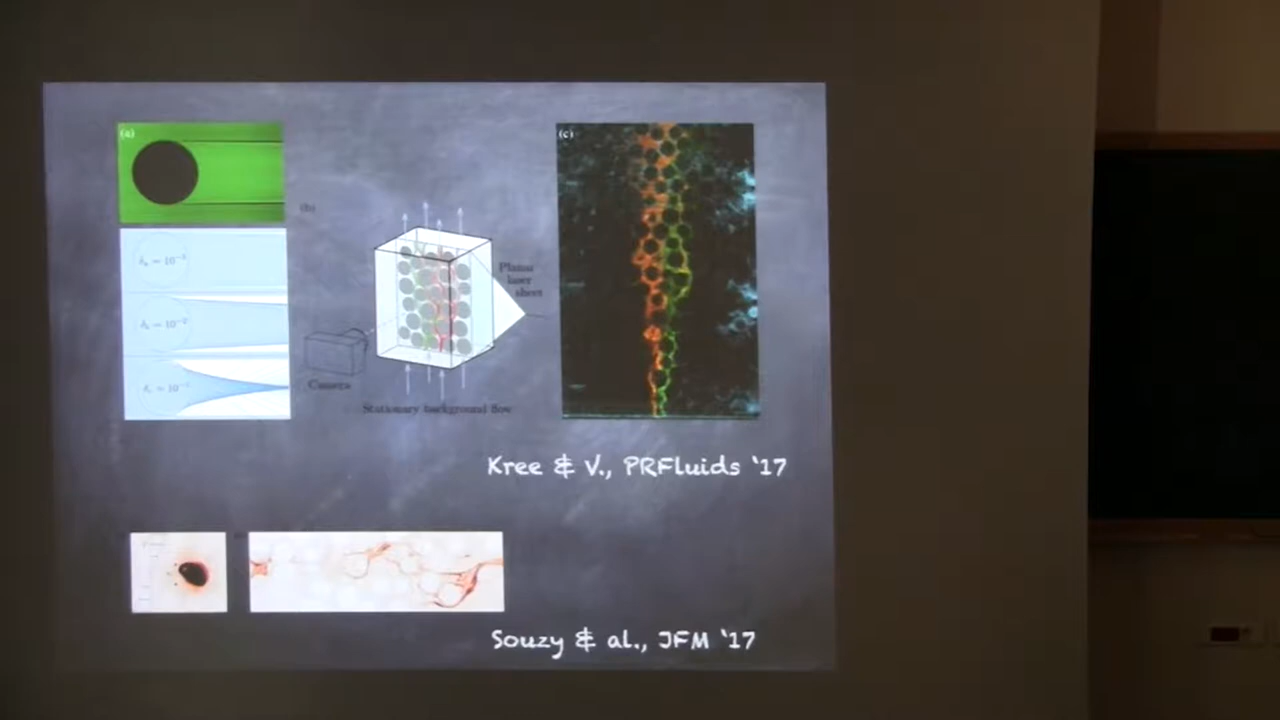 (a)
(b)
(c)
Planar
laser
sheet
Camera
Stationary background flow
Kree & V., PRFluids '17
Souzy & al., JFM '17